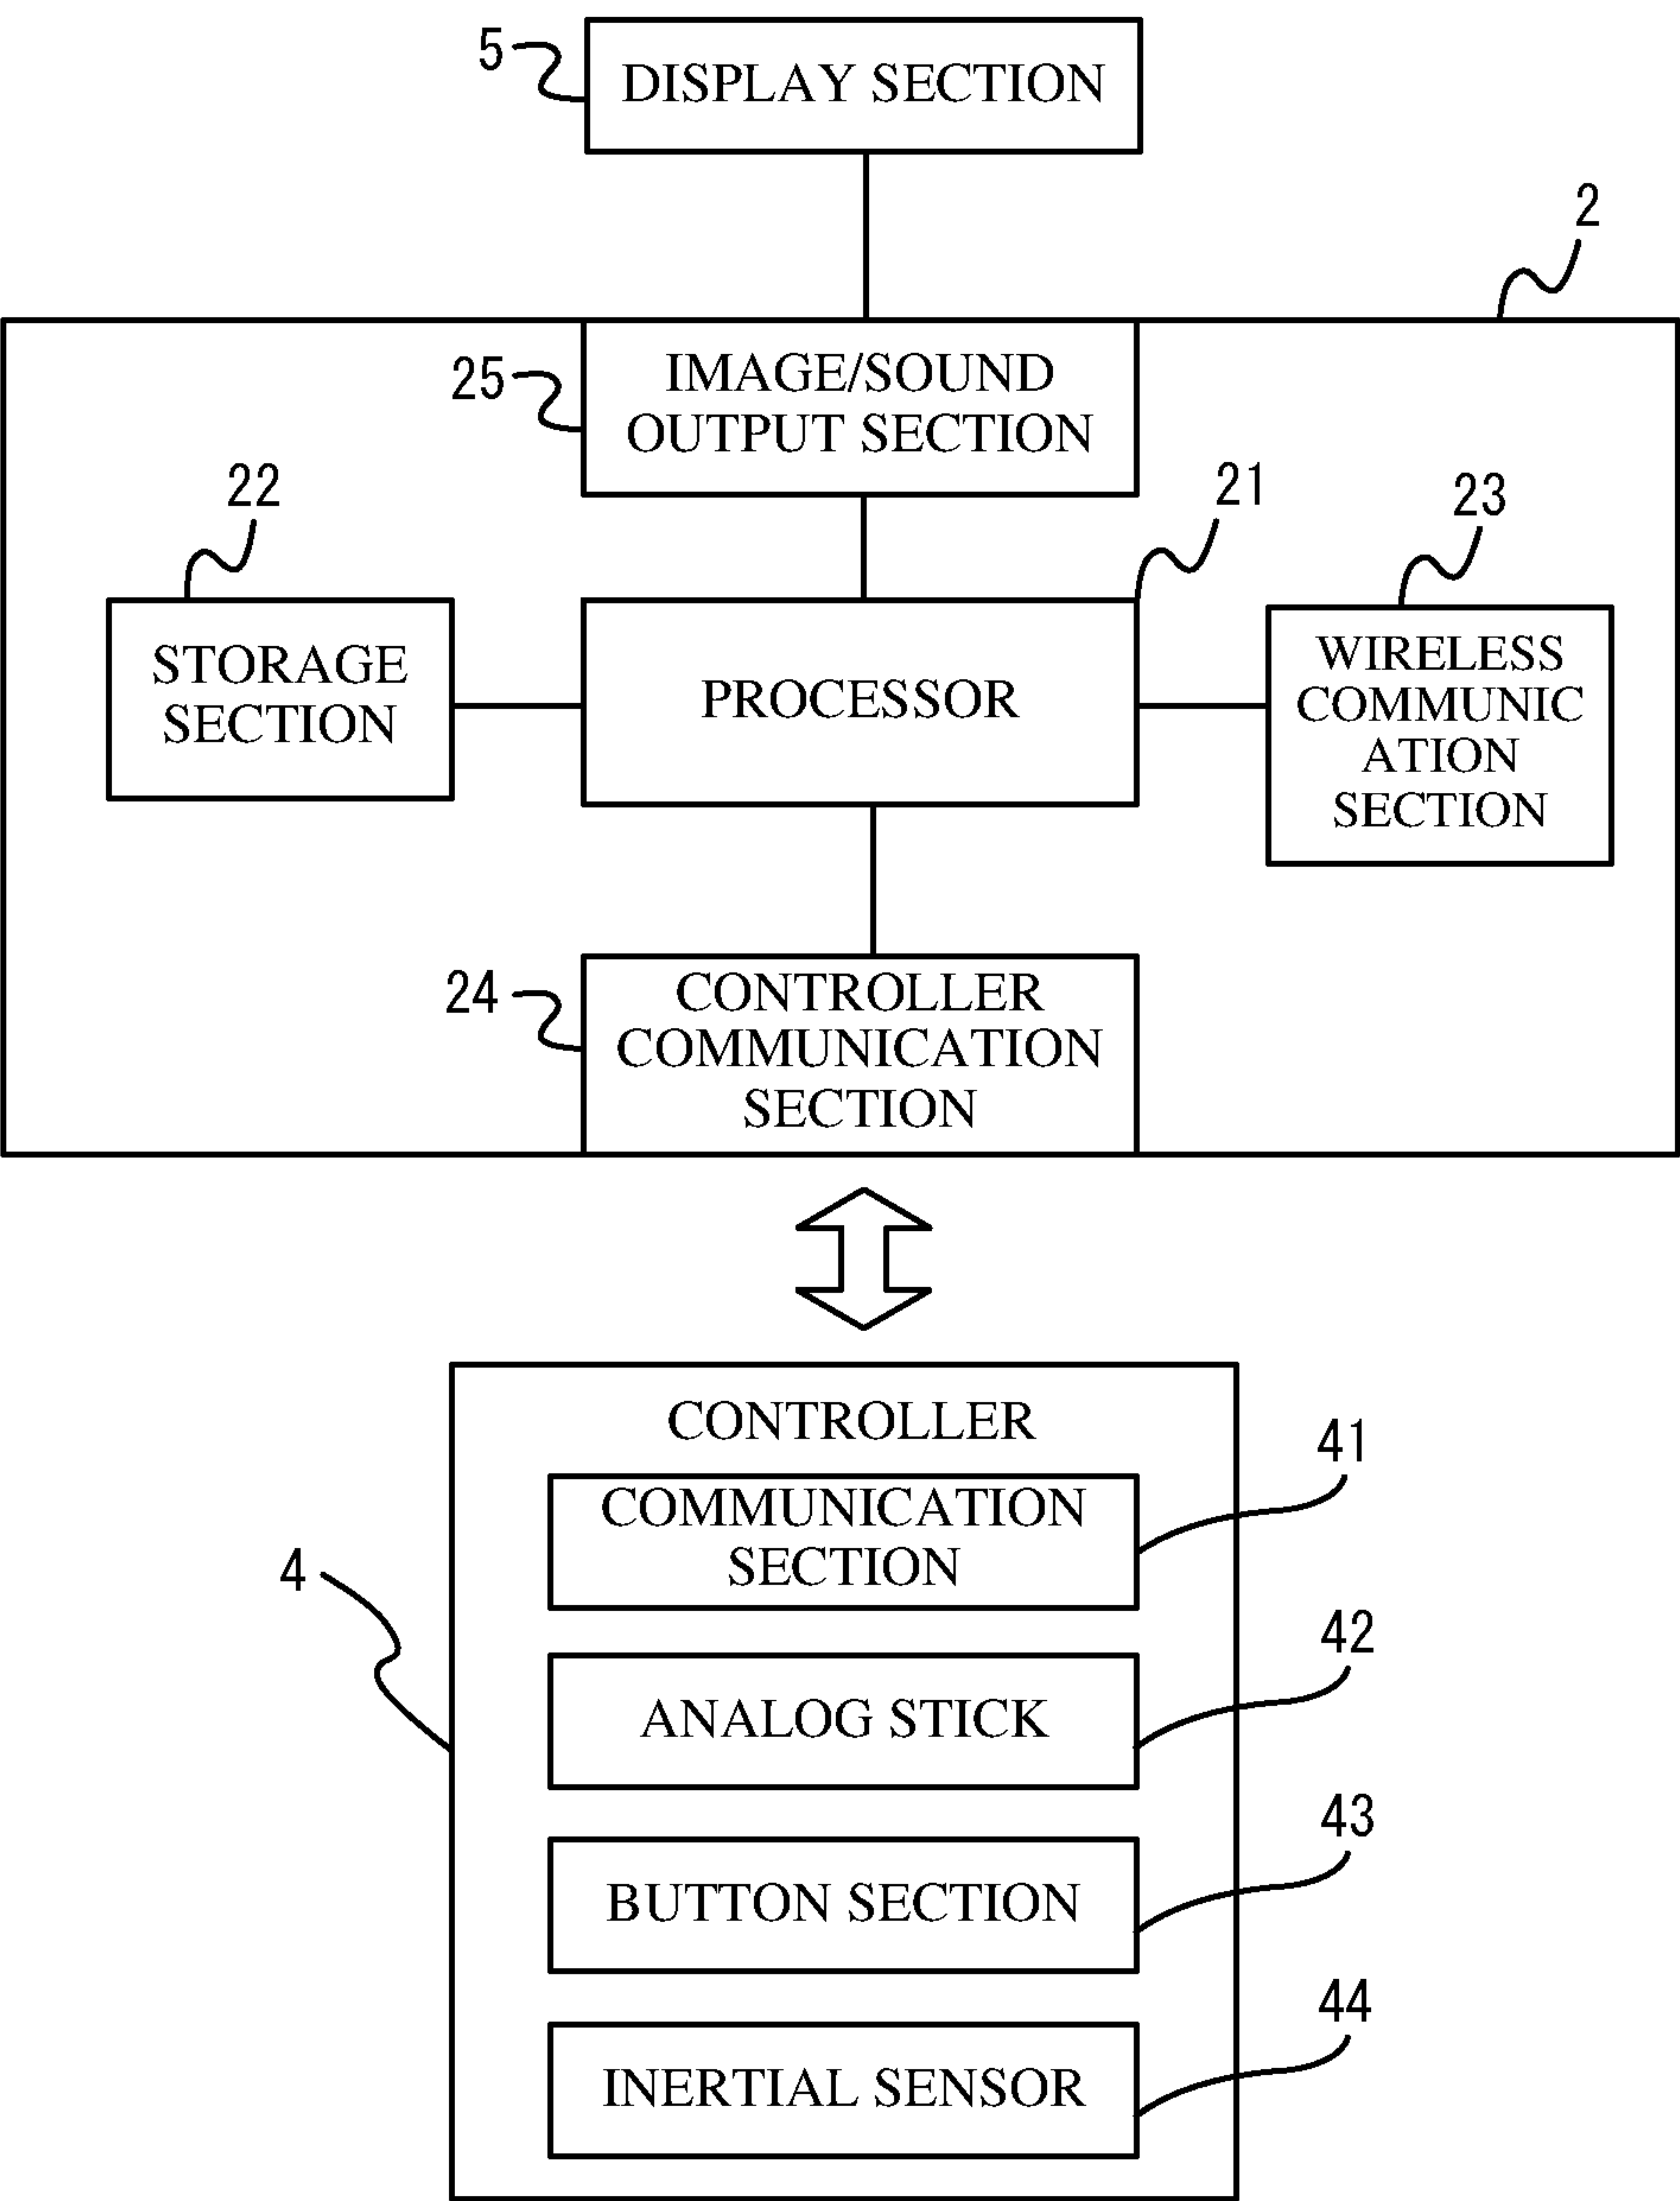 5
DISPLAY SECTION
2
25
IMAGE/SOUND
OUTPUT SECTION
22
21
23
STORAGE
SECTION
PROCESSOR
WIRELESS
COMMUNIC
ATION
SECTION
24
CONTROLLER
COMMUNICATION
SECTION
CONTROLLER
41
COMMUNICATION
SECTION
4
42
ANALOG STICK
43
BUTTON SECTION
44
INERTIAL SENSOR